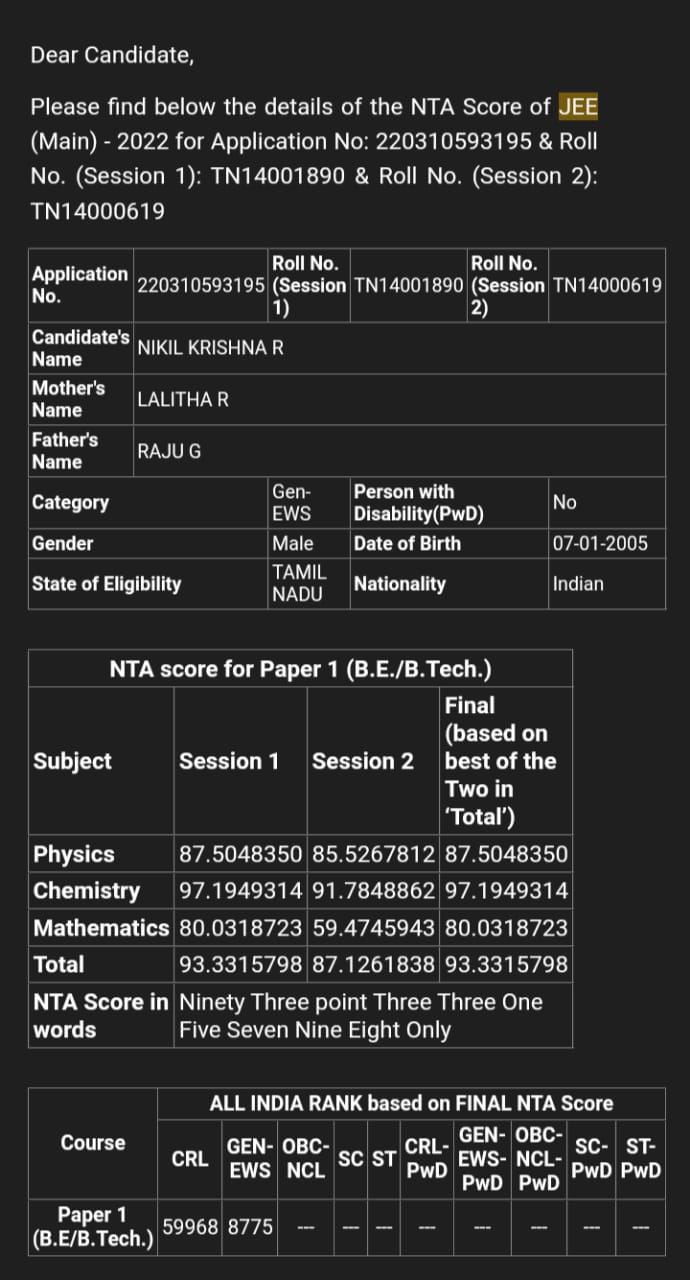 Dear Candidate,
Please find below the details of the NTA Score of JEE
(Main) - 2022 for Application No: 220310593195 & Roll
No. (Session 1): TN14001890 & Roll No. (Session 2):
TN14000619
Application No. 220310593195 Roll No. (Session 1) TN14001890 Roll No. (Session 2) TN14000619
Candidate's Name NIKIL KRISHNA R
Mother's Name LALITHA R
Father's Name RAJU G
Category Gen-EWS Person with Disability(PwD) No
Gender Male Date of Birth 07-01-2005
State of Eligibility TAMIL NADU Nationality Indian
NTA score for Paper 1 (B.E./B.Tech.)
Subject Session 1 Session 2 Final (based on best of the Two in ‘Total’)
Physics 87.5048350 85.5267812 87.5048350
Chemistry 97.1949314 91.7848862 97.1949314
Mathematics 80.0318723 59.4745943 80.0318723
Total 93.3315798 87.1261838 93.3315798
NTA Score in words Ninety Three point Three Three One Five Seven Nine Eight Only
Course ALL INDIA RANK based on FINAL NTA Score
CRL GEN-EWS OBC-NCL SC ST CRL-PwD GEN-EWS-PwD OBC-NCL-PwD SC-PwD ST-PwD
Paper 1 (B.E/B.Tech.) 59968 8775 --- --- --- --- --- --- --- ---